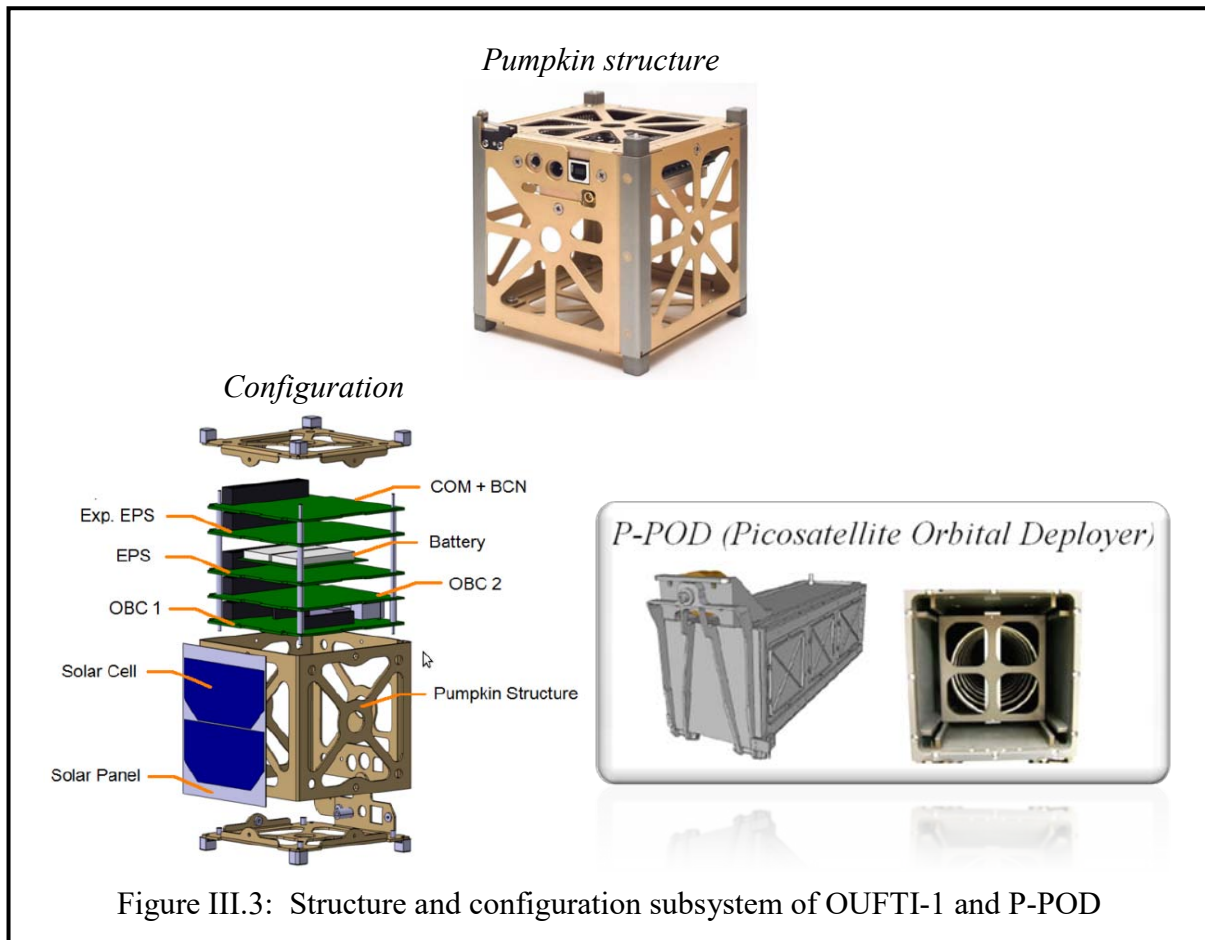 Pumpkin structure
Configuration
COM + BCN
Exp. EPS
Battery
EPS
OBC 2
OBC 1
Solar Cell
Pumpkin Structure
Solar Panel
P-POD (Picosatellite Orbital Deployer)
Figure III.3: Structure and configuration subsystem of OUFTI-1 and P-POD